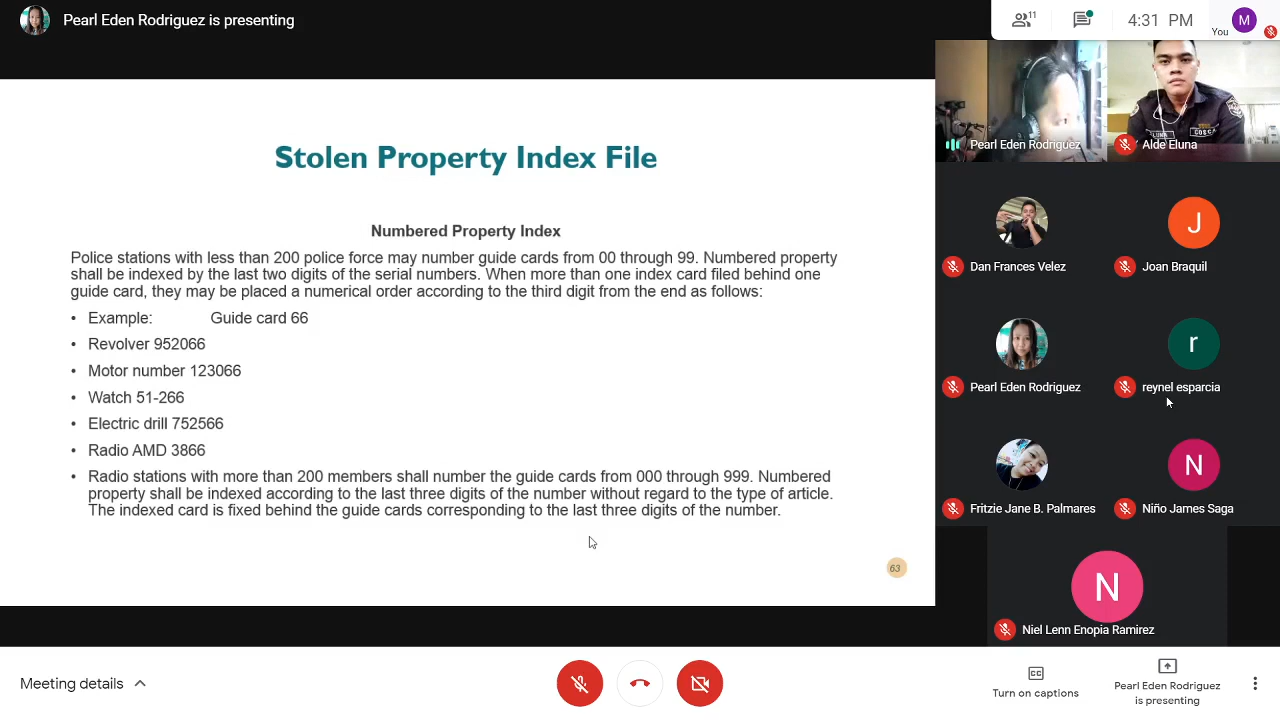 Pearl Eden Rodriguez is presenting
11
4:31 PM
You
M
Stolen Property Index File
Numbered Property Index
Police stations with less than 200 police force may number guide cards from 00 through 99. Numbered property
shall be indexed by the last two digits of the serial numbers. When more than one index card filed behind one
guide card, they may be placed a numerical order according to the third digit from the end as follows:
• Example: Guide card 66
• Revolver 952066
• Motor number 123066
• Watch 51-266
• Electric drill 752566
• Radio AMD 3866
• Radio stations with more than 200 members shall number the guide cards from 000 through 999. Numbered
property shall be indexed according to the last three digits of the number without regard to the type of article.
The indexed card is fixed behind the guide cards corresponding to the last three digits of the number.
63
Pearl Eden Rodriguez
LUNA
COSCA
Alde Eluna
J
Dan Frances Velez
Joan Braquil
r
Pearl Eden Rodriguez
reynel esparcia
N
Fritzie Jane B. Palmares
Niño James Saga
N
Niel Lenn Enopia Ramirez
Meeting details
CC
Turn on captions
Pearl Eden Rodriguez
is presenting